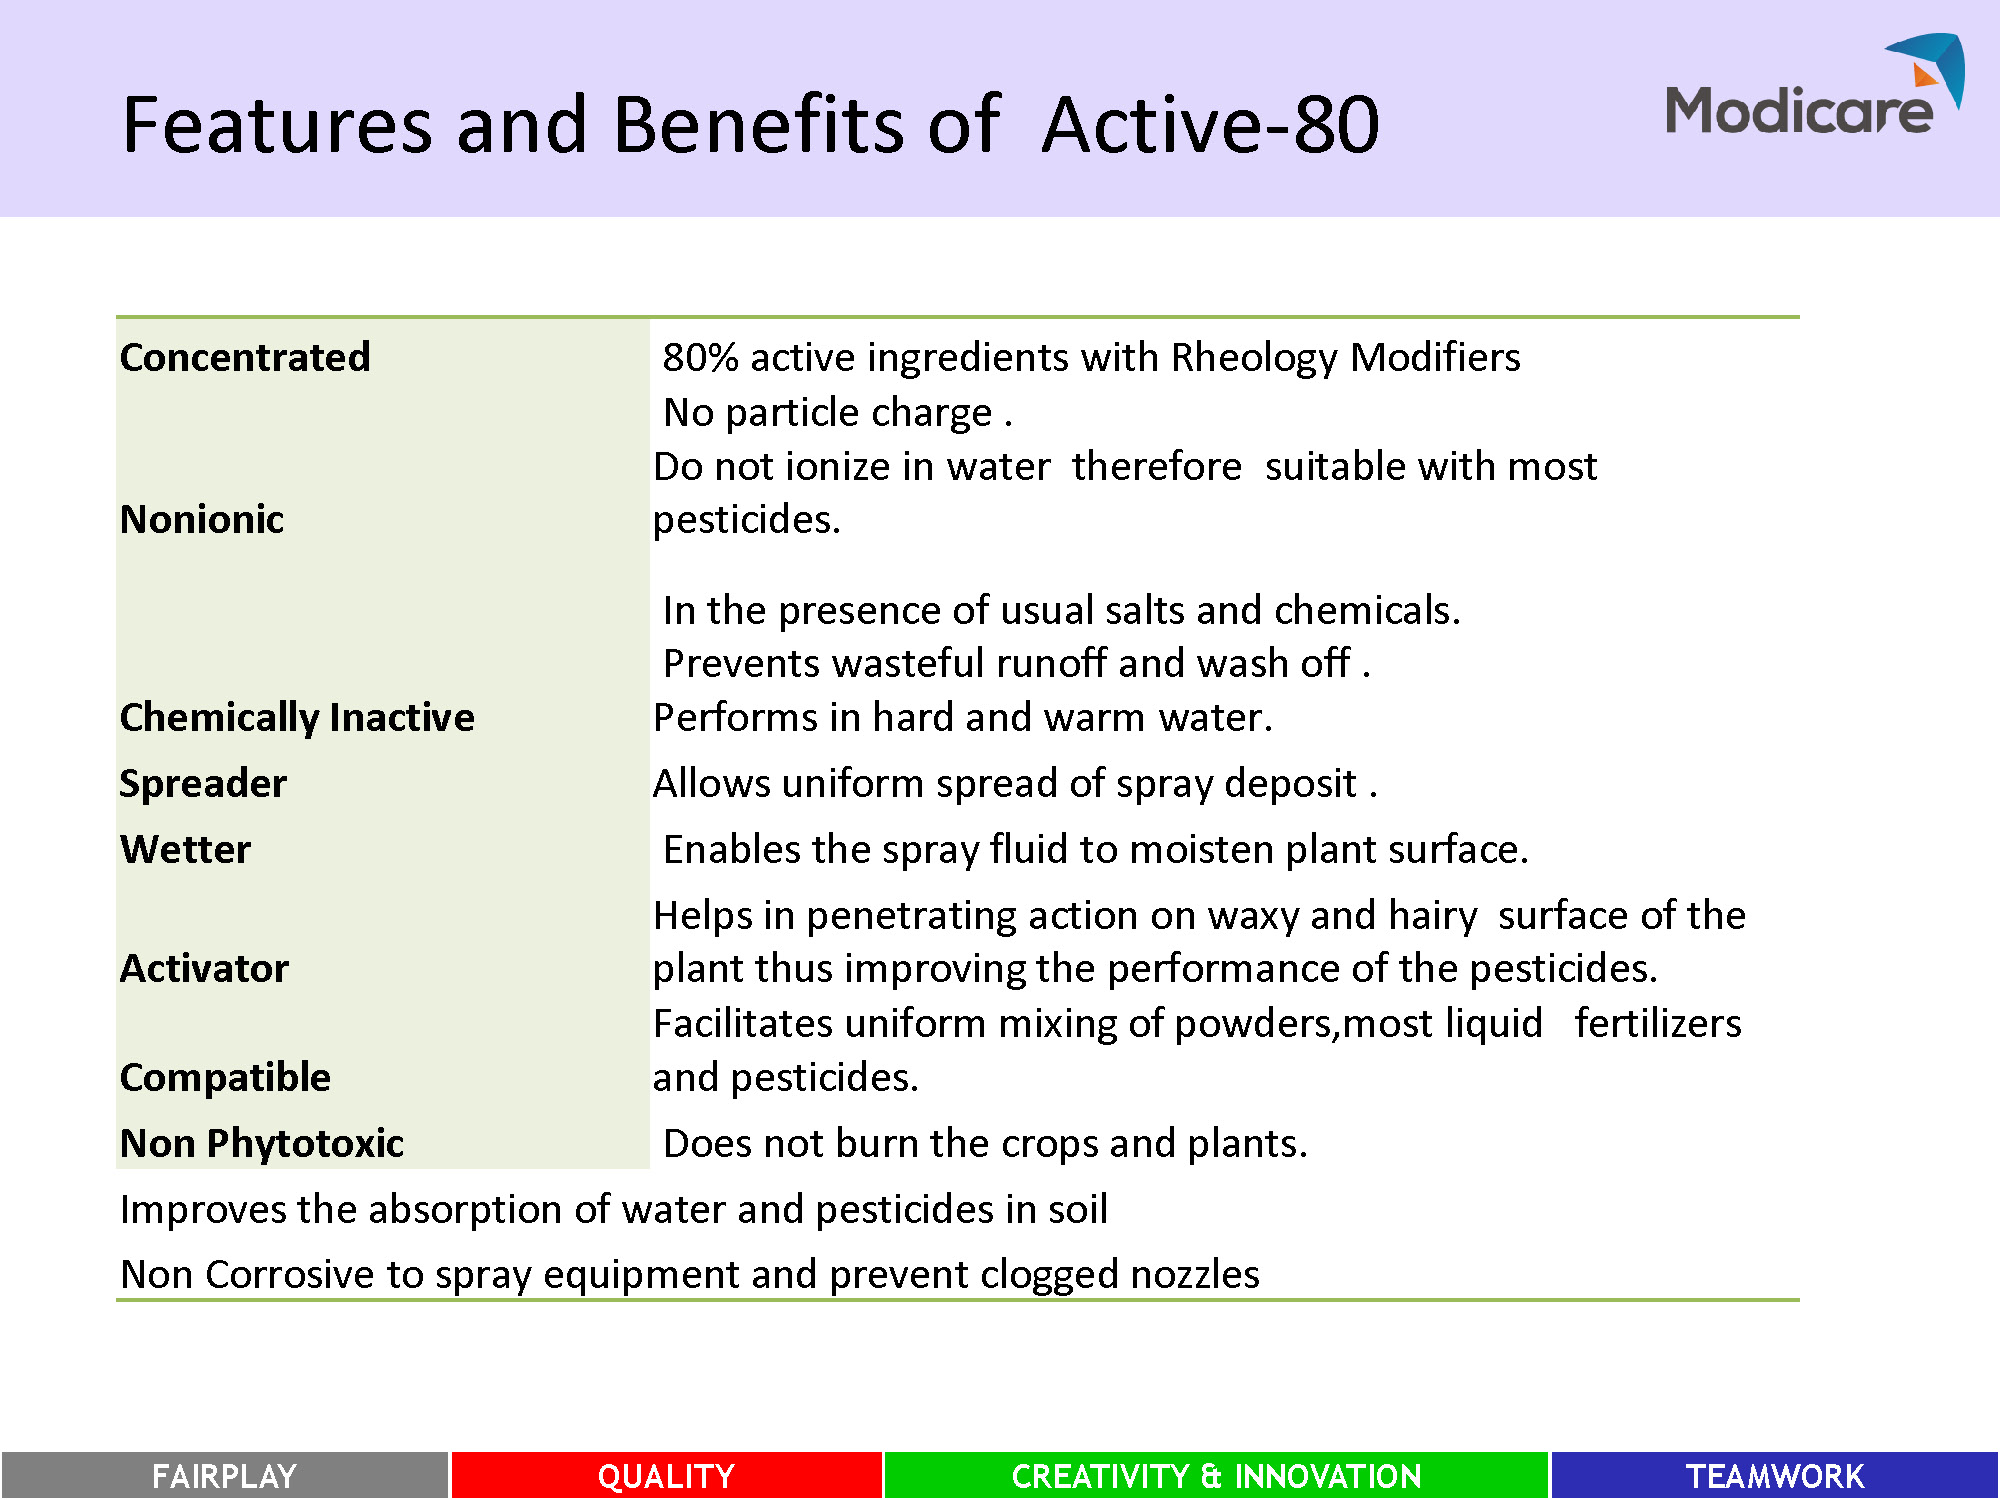 Features and Benefits of Active-80
Modicare
Concentrated 80% active ingredients with Rheology Modifiers
No particle charge .
Do not ionize in water therefore suitable with most
Nonionic pesticides.
In the presence of usual salts and chemicals.
Prevents wasteful runoff and wash off .
Chemically Inactive Performs in hard and warm water.
Spreader Allows uniform spread of spray deposit .
Wetter Enables the spray fluid to moisten plant surface.
Helps in penetrating action on waxy and hairy surface of the
Activator plant thus improving the performance of the pesticides.
Facilitates uniform mixing of powders,most liquid fertilizers
Compatible and pesticides.
Non Phytotoxic Does not burn the crops and plants.
Improves the absorption of water and pesticides in soil
Non Corrosive to spray equipment and prevent clogged nozzles
FAIRPLAY QUALITY CREATIVITY & INNOVATION TEAMWORK